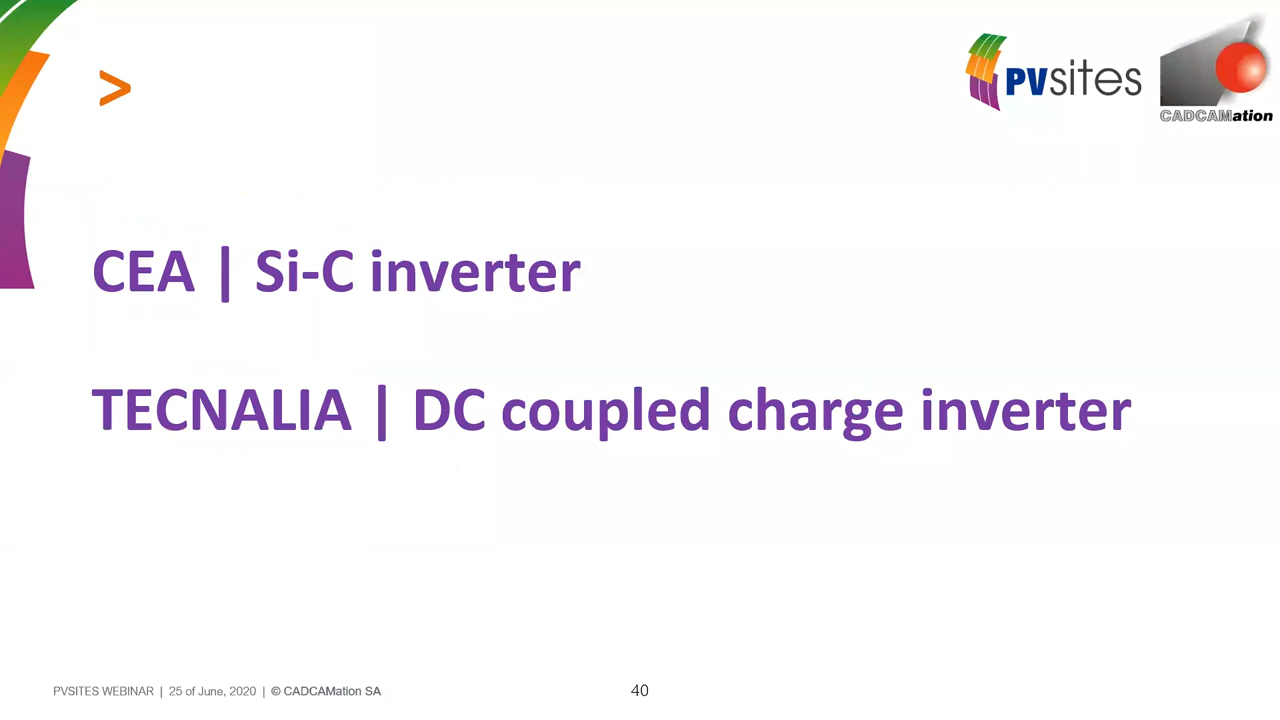 >
PVsites
CADCAMation
CEA | Si-C inverter
TECNALIA | DC coupled charge inverter
PVSITES WEBINAR | 25 of June, 2020 | © CADCAMation SA
40